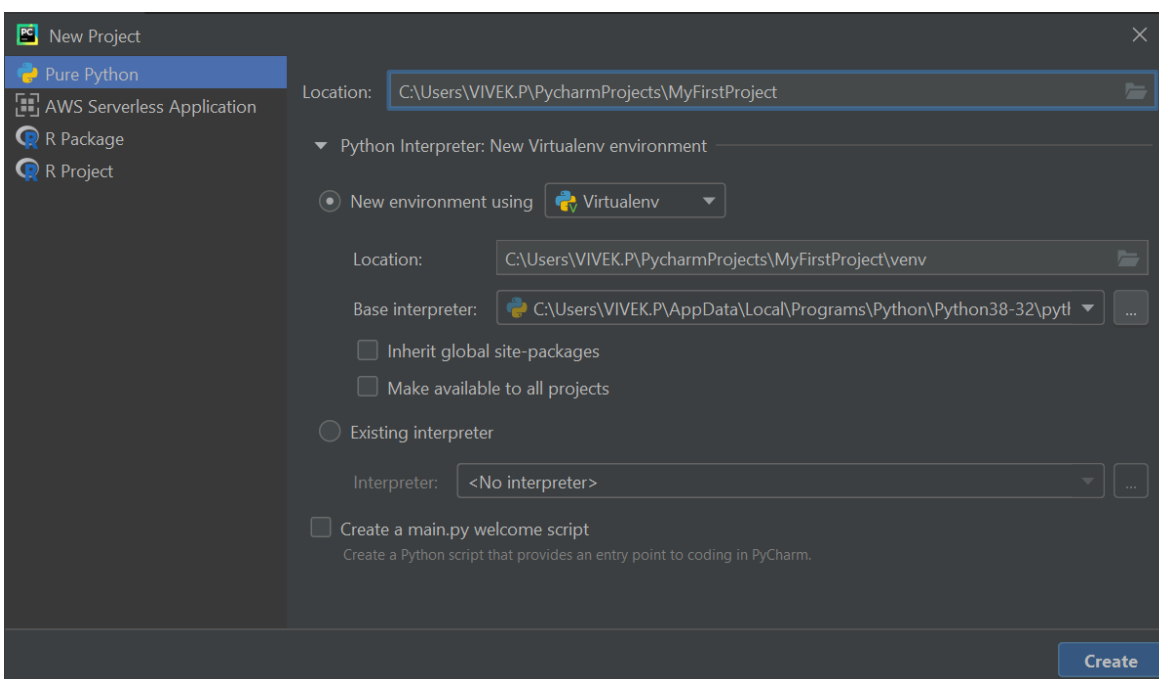 New Project
Pure Python
AWS Serverless Application
R Package
R Project
Location: C:\Users\VIVEK.P\PycharmProjects\MyFirstProject
Python Interpreter: New Virtualenv environment
New environment using Virtualenv
Location: C:\Users\VIVEK.P\PycharmProjects\MyFirstProject\venv
Base interpreter: C:\Users\VIVEK.P\AppData\Local\Programs\Python\Python38-32\pyth ...
Inherit global site-packages
Make available to all projects
Existing interpreter
Interpreter: <No interpreter> ...
Create a main.py welcome script
Create a Python script that provides an entry point to coding in PyCharm.
Create